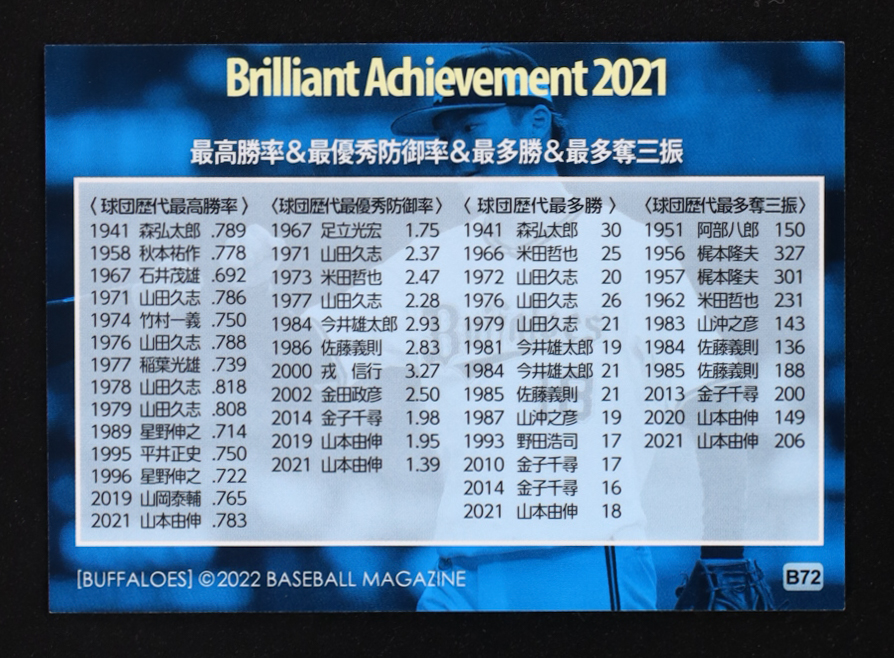 Brilliant Achievement 2021
最高勝率&最優秀防御率&最多勝&最多奪三振
〈球団歴代最高勝率〉
1941 森弘太郎 .789
1958 秋本祐作 .778
1967 石井茂雄 .692
1971 山田久志 .786
1974 竹村一義 .750
1976 山田久志 .788
1977 稲葉光雄 .739
1978 山田久志 .818
1979 山田久志 .808
1989 星野伸之 .714
1995 平井正史 .750
1996 星野伸之 .722
2019 山岡泰輔 .765
2021 山本由伸 .783
〈球団歴代最優秀防御率〉
1967 足立光宏 1.75
1971 山田久志 2.37
1973 米田哲也 2.47
1977 山田久志 2.28
1984 今井雄太郎 2.93
1986 佐藤義則 2.83
2000 戎 信行 3.27
2002 金田政彦 2.50
2014 金子千尋 1.98
2019 山本由伸 1.95
2021 山本由伸 1.39
〈球団歴代最多勝〉
1941 森弘太郎 30
1966 米田哲也 25
1972 山田久志 20
1976 山田久志 26
1979 山田久志 21
1981 今井雄太郎 19
1984 今井雄太郎 21
1985 佐藤義則 21
1987 山沖之彦 19
1993 野田浩司 17
2010 金子千尋 17
2014 金子千尋 16
2021 山本由伸 18
〈球団歴代最多奪三振〉
1951 阿部八郎 150
1956 梶本隆夫 327
1957 梶本隆夫 301
1962 米田哲也 231
1983 山沖之彦 143
1984 佐藤義則 136
1985 佐藤義則 188
2013 金子千尋 200
2020 山本由伸 149
2021 山本由伸 206
[BUFFALOES] ©2022 BASEBALL MAGAZINE
B72